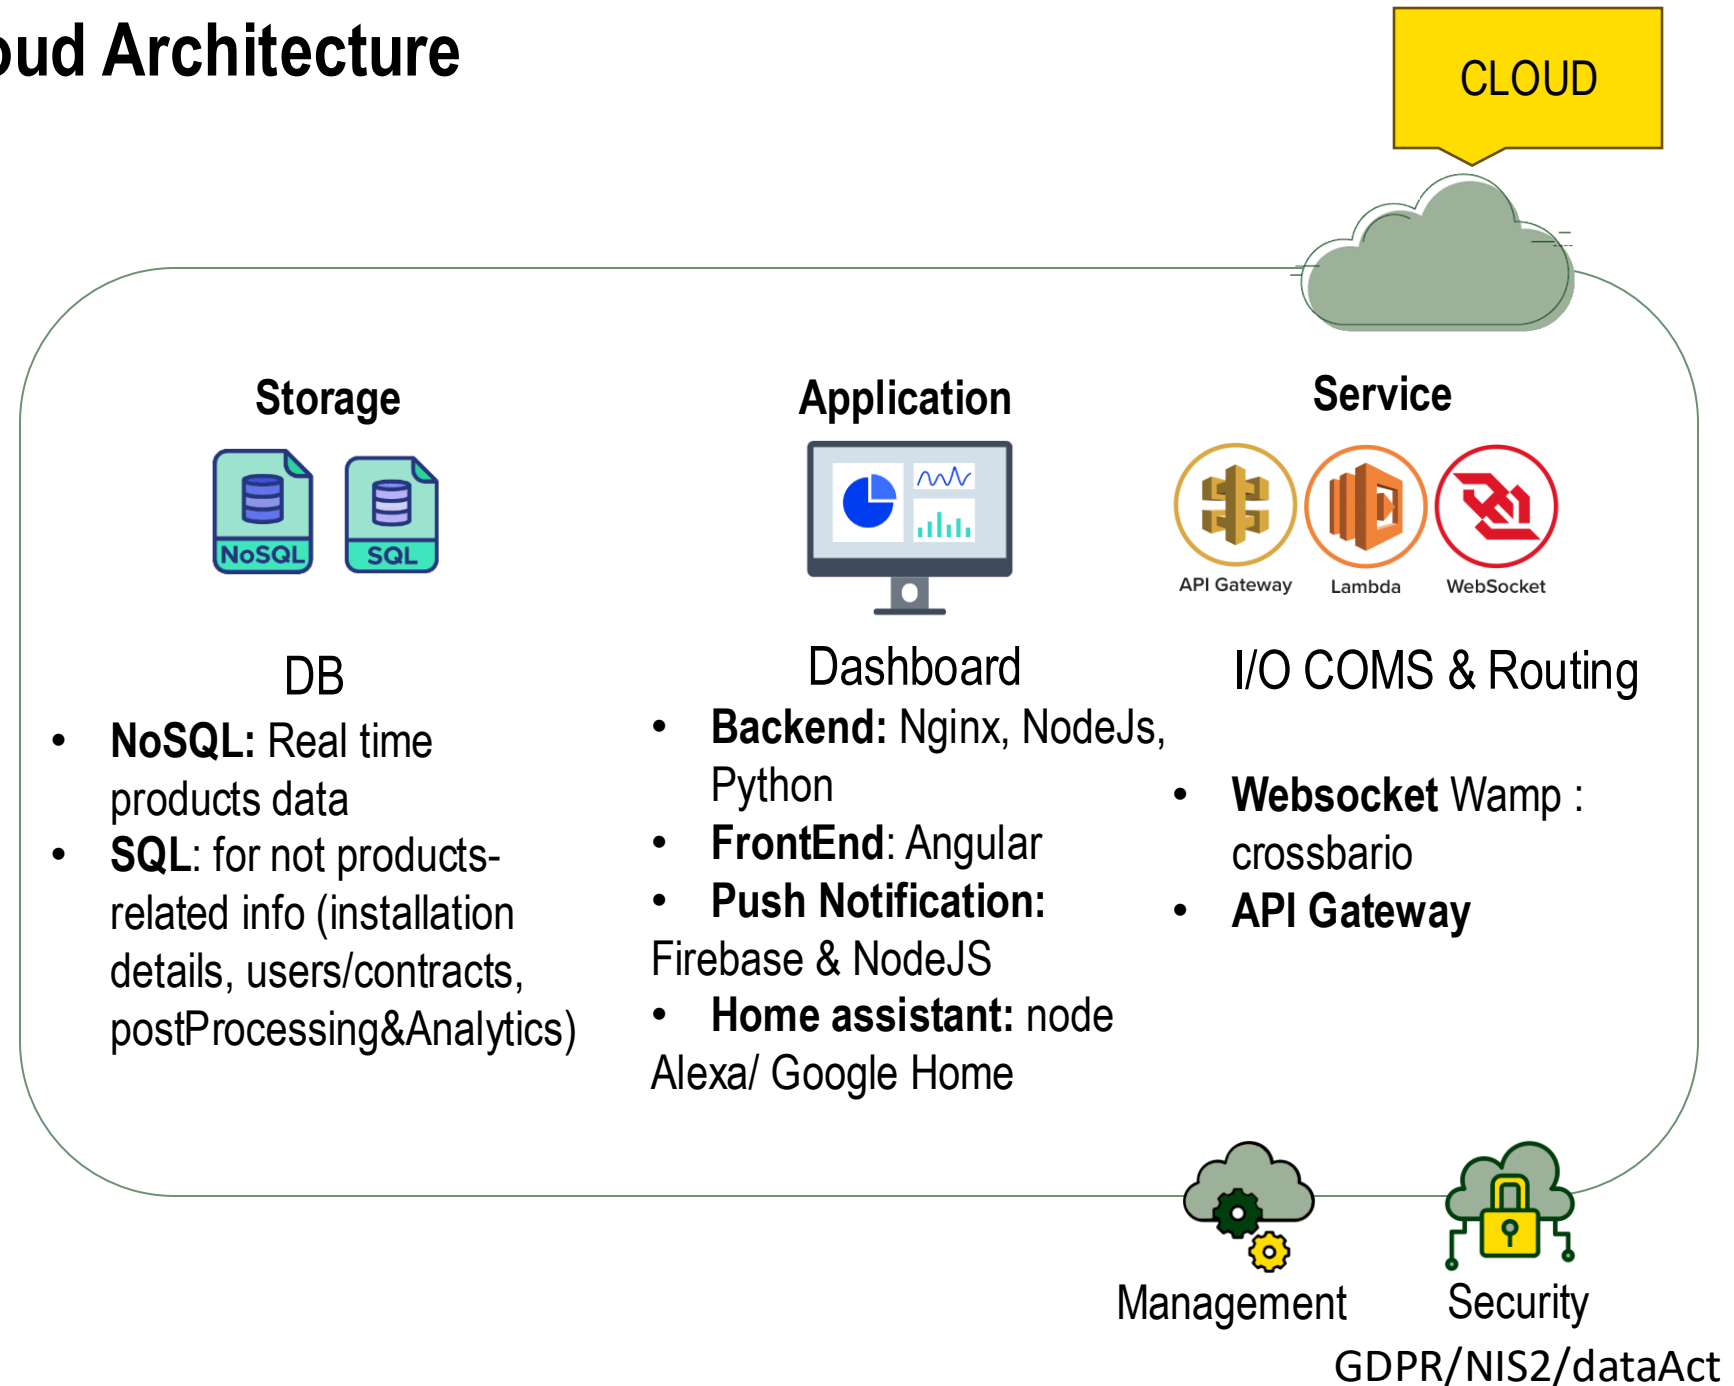 oud Architecture
CLOUD
Storage
NoSQL
SQL
DB
• NoSQL: Real time
products data
• SQL: for not products-
related info (installation
details, users/contracts,
postProcessing&Analytics)
Application
Dashboard
• Backend: Nginx, NodeJs,
Python
• FrontEnd: Angular
• Push Notification:
Firebase & NodeJS
• Home assistant: node
Alexa/ Google Home
Service
API Gateway
Lambda
WebSocket
I/O COMS & Routing
• Websocket Wamp :
crossbario
• API Gateway
Management
Security
GDPR/NIS2/dataAct